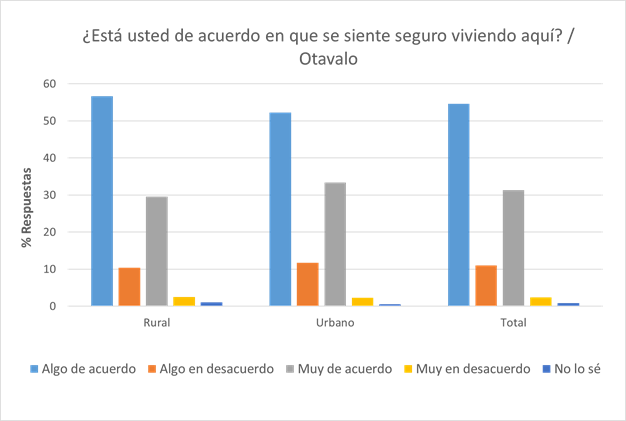 ¿Está usted de acuerdo en que se siente seguro viviendo aquí? /
Otavalo
60
50
40
30
20
10
0
% Respuestas
Rural Urbano Total
Algo de acuerdo Algo en desacuerdo Muy de acuerdo Muy en desacuerdo No lo sé